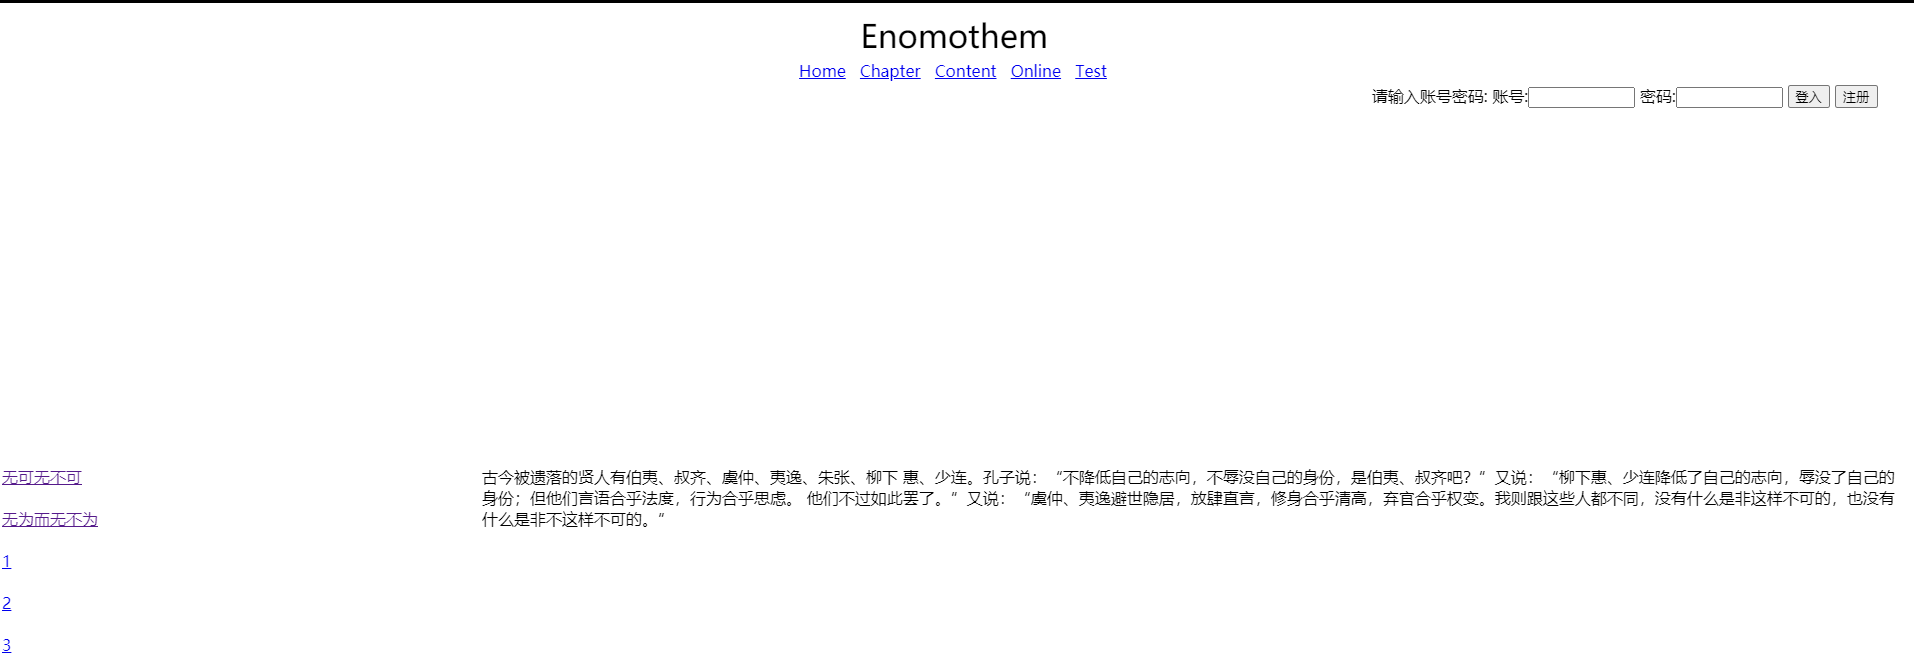 Enomothem
Home Chapter Content Online Test
请输入账号密码: 账号: 密码: 登入 注册
无可无不可
无为而无不为
1
2
3
古今被遗落的贤人有伯夷、叔齐、虞仲、夷逸、朱张、柳下 惠、少连。孔子说：“不降低自己的志向，不辱没自己的身份，是伯夷、叔齐吧？”又说：“柳下惠、少连降低了自己的志向，辱没了自己的
身份；但他们言语合乎法度，行为合乎思虑。 他们不过如此罢了。”又说：“虞仲、夷逸避世隐居，放肆直言，修身合乎清高，弃官合乎权变。我则跟这些人都不同，没有什么是非这样不可的，也没有
什么是非不这样不可的。”